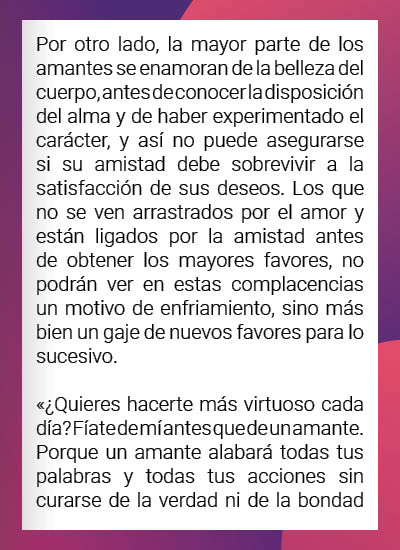 Por otro lado, la mayor parte de los
amantes se enamoran de la belleza del
cuerpo, antes de conocer la disposición
del alma y de haber experimentado el
carácter, y así no puede asegurarse
si su amistad debe sobrevivir a la
satisfacción de sus deseos. Los que
no se ven arrastrados por el amor y
están ligados por la amistad antes
de obtener los mayores favores, no
podrán ver en estas complacencias
un motivo de enfriamiento, sino más
bien un gaje de nuevos favores para lo
sucesivo.

«¿Quieres hacerte más virtuoso cada
día? Fíate de mí antes que de un amante.
Porque un amante alabará todas tus
palabras y todas tus acciones sin
curarse de la verdad ni de la bondad